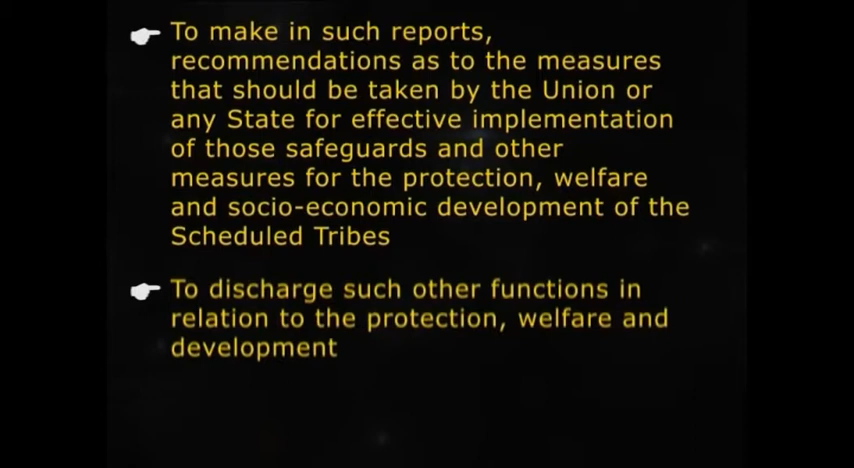 To make in such reports,
recommendations as to the measures
that should be taken by the Union or
any State for effective implementation
of those safeguards and other
measures for the protection, welfare
and socio-economic development of the
Scheduled Tribes
To discharge such other functions in
relation to the protection, welfare and
development